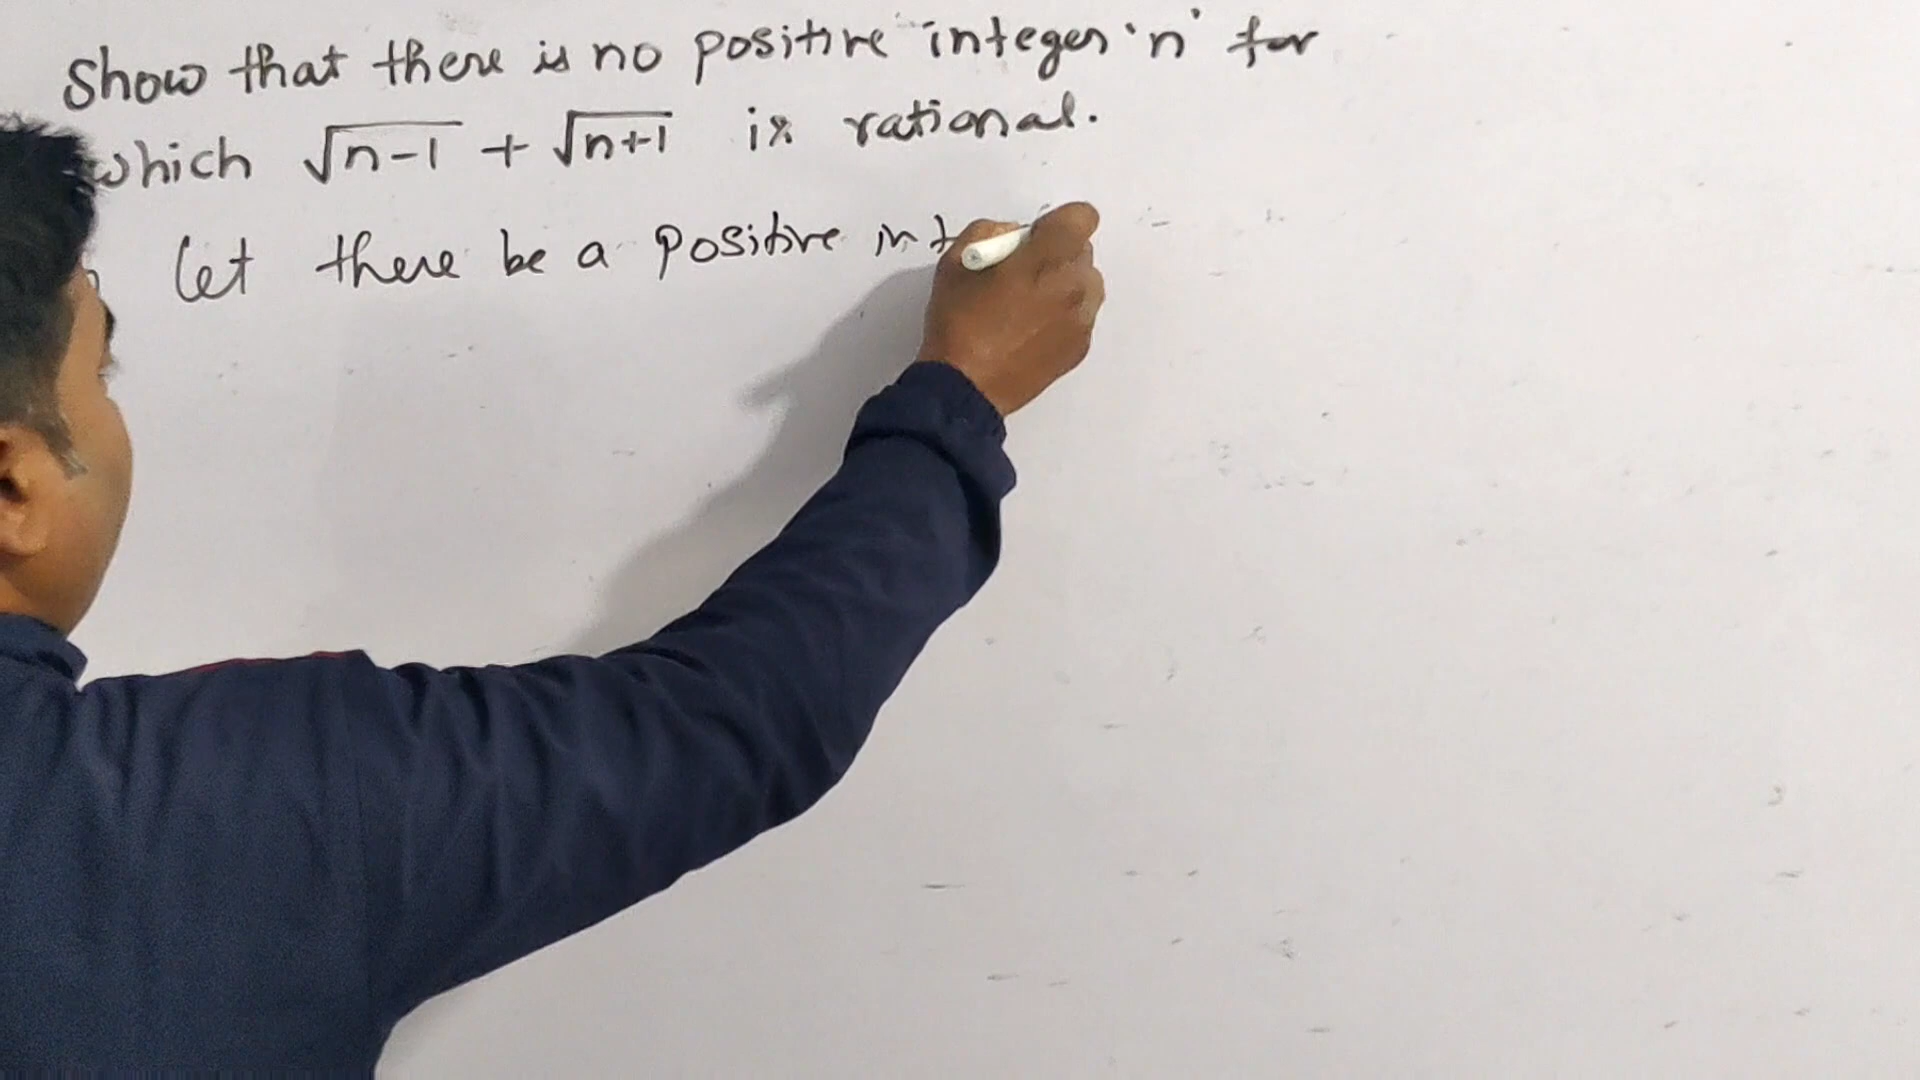 Show that there is no positive integer 'n' for
which √n-1 + √n+1 is rational.
Let there be a positive int